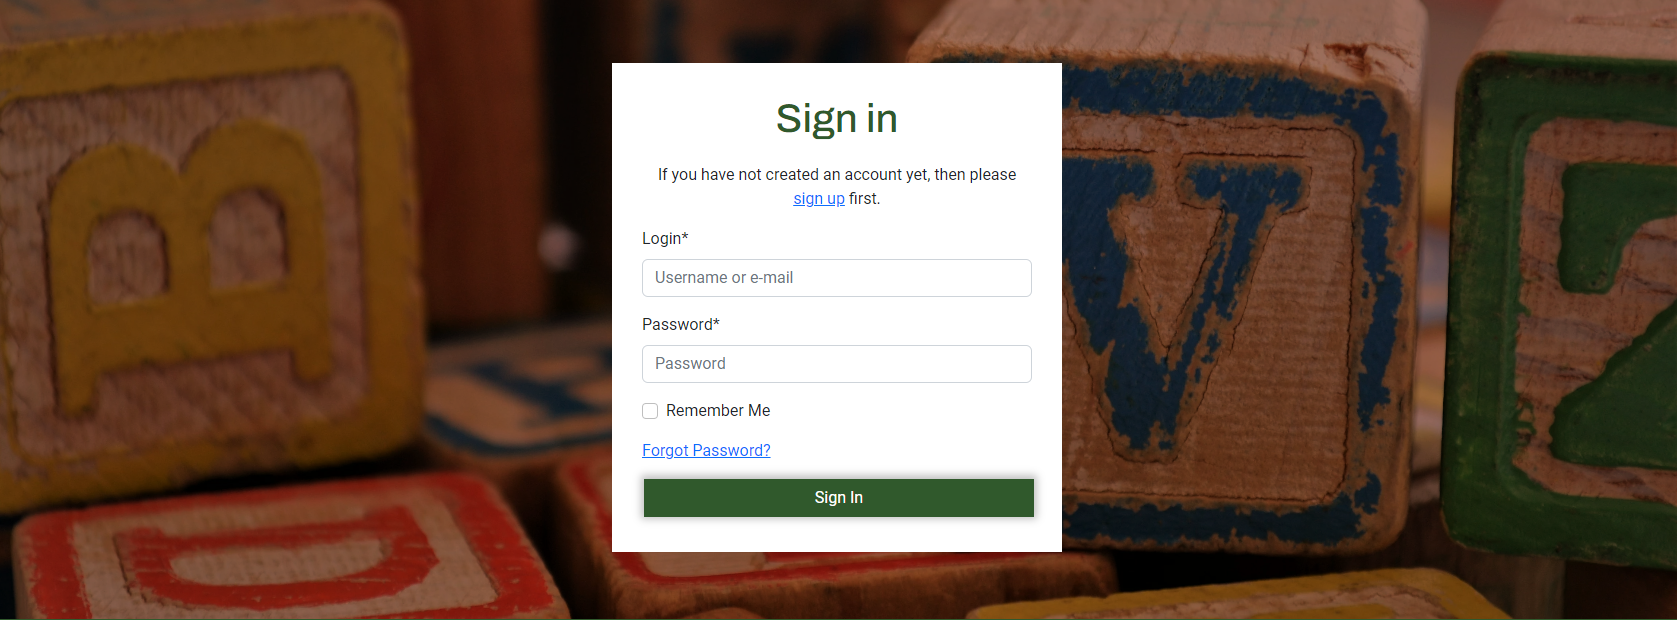 B
V
Z
D
Sign in
If you have not created an account yet, then please
sign up first.
Login*
Username or e-mail
Password*
Password
Remember Me
Forgot Password?
Sign In